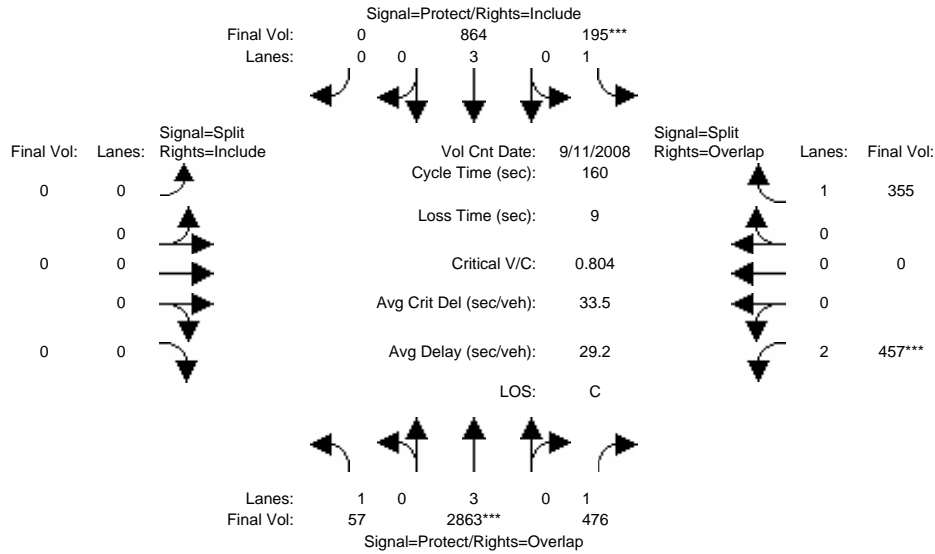 Signal=Protect/Rights=Include
Final Vol: 0 864 195***
Lanes: 0 0 3 0 1
Signal=Split
Final Vol: Lanes: Rights=Include
Vol Cnt Date: 9/11/2008
Signal=Split
Rights=Overlap Lanes: Final Vol:
Cycle Time (sec): 160
0 0
1 355
Loss Time (sec): 9
0
0
0 0
Critical V/C: 0.804
0 0
0
Avg Crit Del (sec/veh): 33.5
0
0 0
Avg Delay (sec/veh): 29.2
2 457***
LOS: C
Lanes: 1 0 3 0 1
Final Vol: 57 2863*** 476
Signal=Protect/Rights=Overlap